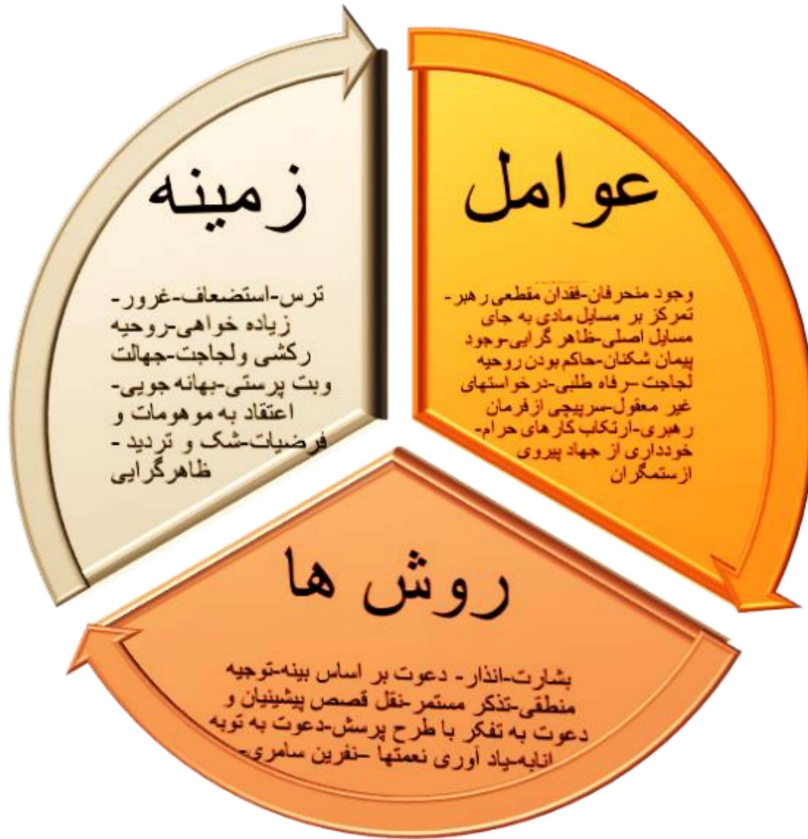 عوامل
وجود منحرفان-فقدان مقطعی رهبر-
تمرکز بر مسایل مادی به جای
مسایل اصلی-ظاهر گرایی-وجود
پیمان شکنان-حاکم بودن روحیه
لجاجت-رفاه طلبی-درخواستهای
غیر معقول-سرپیچی ازفرمان
رهبری-ارتکاب کار های حرام-
خودداری از جهاد پیروی
ازستمگران
روش ها
بشارت-انذار- دعوت بر اساس بینه-توجیه
منطقی-تذکر مستمر-نقل قصص پیشینیان و
دعوت به تفکر با طرح پرسش-دعوت به توبه
انابه-یاد آوری نعمتها –نفرین سامری-
زمینه
ترس-استضعاف-غرور-
زیاده خواهی-روحیه
رکشی ولجاجت-جهالت
وبت پرستی-بهانه جویی-
اعتقاد به موهومات و
فرضیات-شک و تردید -
ظاهرگرایی